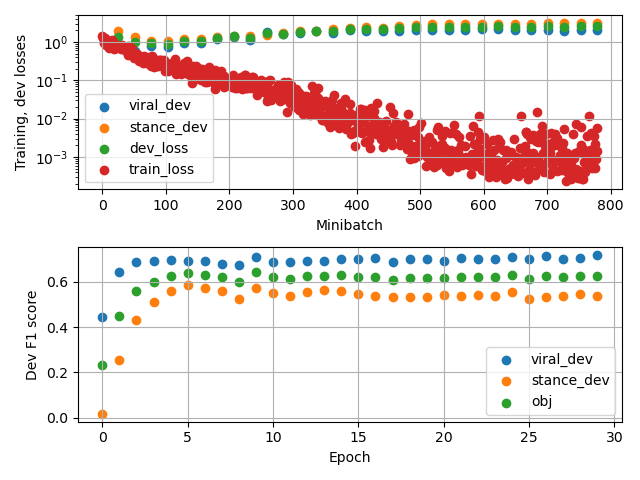 Training, dev losses
10⁰
10⁻¹
10⁻²
10⁻³
viral_dev
stance_dev
dev_loss
train_loss
0 100 200 300 400 500 600 700 800
Minibatch
Dev F1 score
0.6
0.4
0.2
0.0
viral_dev
stance_dev
obj
0 5 10 15 20 25 30
Epoch